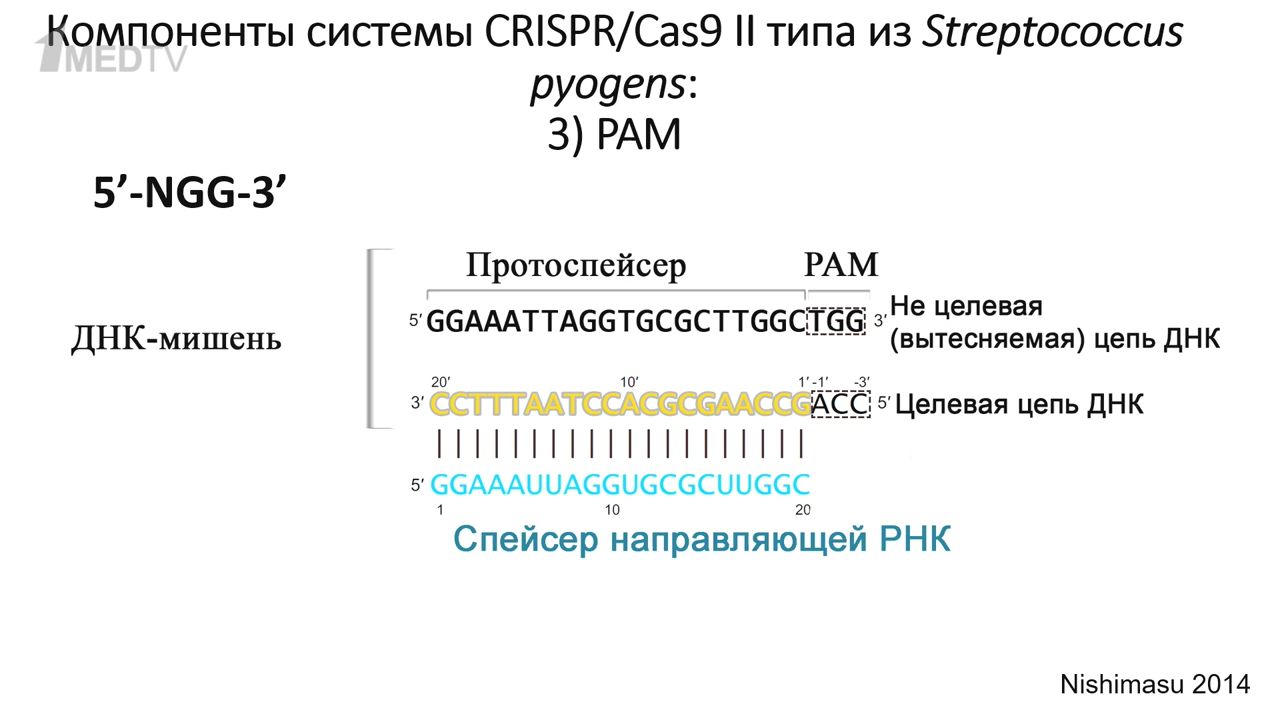 Компоненты системы CRISPR/Cas9 II типа из Streptococcus
pyogens:
3) PAM
1MEDTV
5’-NGG-3’
Протоспейсер PAM
5′ GGAAATTAGGTGCGCTTGGCTGG 3′
Не целевая
(вытесняемая) цепь ДНК
ДНК-мишень
20′ 10′ 1′ -1′ -3′
3′ CCTTTAATCCACGCGAACCGACC 5′ Целевая цепь ДНК
5′ GGAAAUUAGGUGCGCUUGGC
1 10 20
Спейсер направляющей РНК
Nishimasu 2014